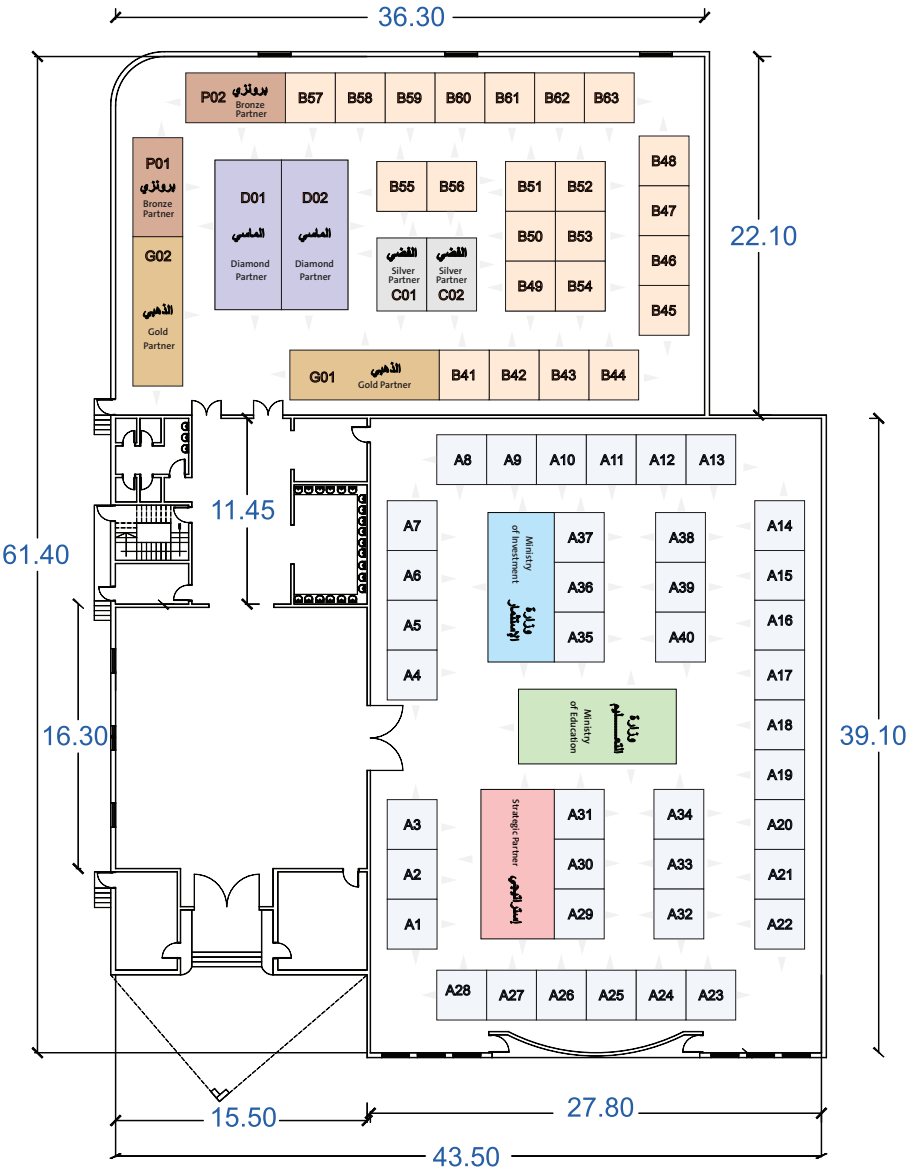 36.30
P02 برونزي
Bronze
Partner
B57 B58 B59 B60 B61 B62 B63
P01
برونزي
Bronze
Partner
G02
الذهبي
Gold
Partner
D01
الماسي
Diamond
Partner
D02
الماسي
Diamond
Partner
B55 B56
الفضي
Silver
Partner
C01
الفضي
Silver
Partner
C02
B51 B52
B50 B53
B49 B54
B48
B47
B46
B45
22.10
G01 الذهبي
Gold Partner
B41 B42 B43 B44
11.45
61.40
16.30
A8 A9 A10 A11 A12 A13
A7
A6
A5
A4
Ministry
of Investment
وزارة
الإستثمار
A37
A36
A35
A38
A39
A40
A14
A15
A16
A17
A18
A19
A20
A21
A22
39.10
وزارة
التعـــليم
Ministry
of Education
A3
A2
A1
Strategic Partner
إستراتيجي
A31
A30
A29
A34
A33
A32
A28 A27 A26 A25 A24 A23
15.50
27.80
43.50